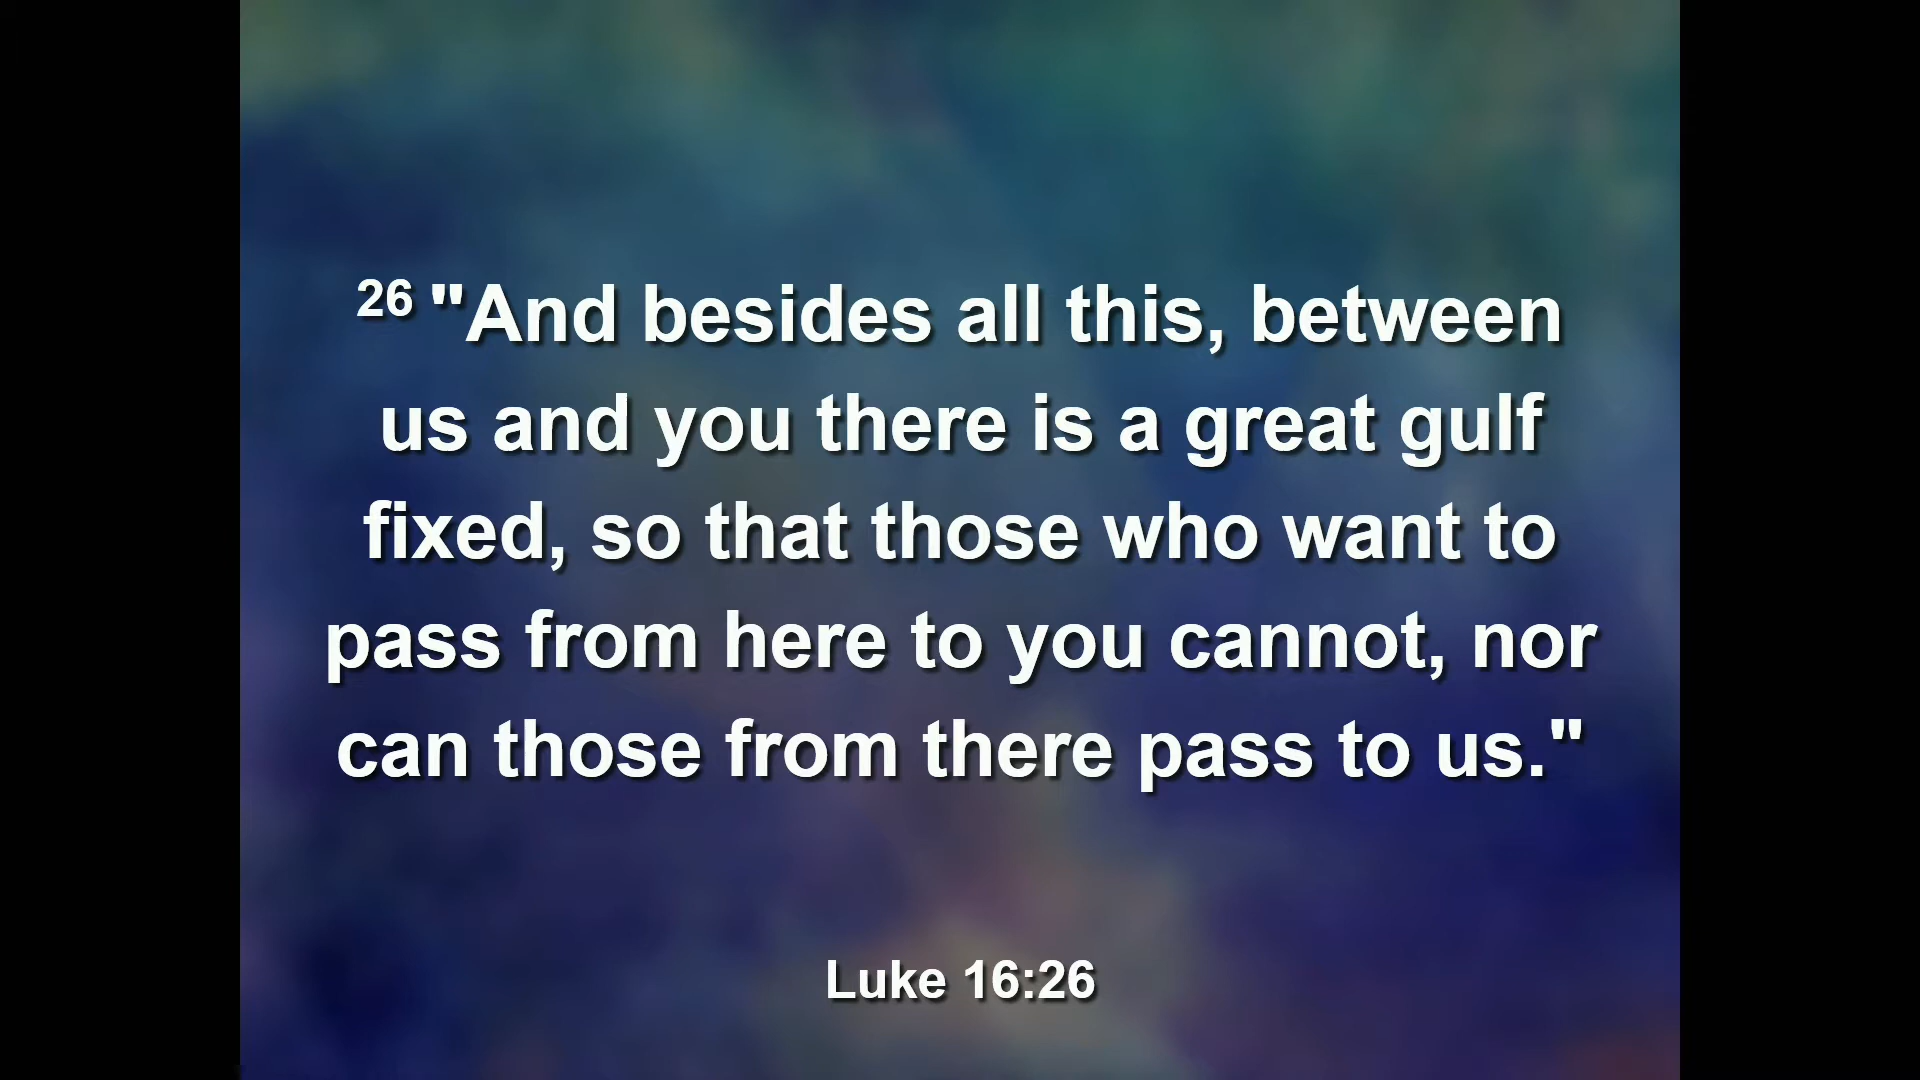 26 "And besides all this, between
us and you there is a great gulf
fixed, so that those who want to
pass from here to you cannot, nor
can those from there pass to us."
Luke 16:26